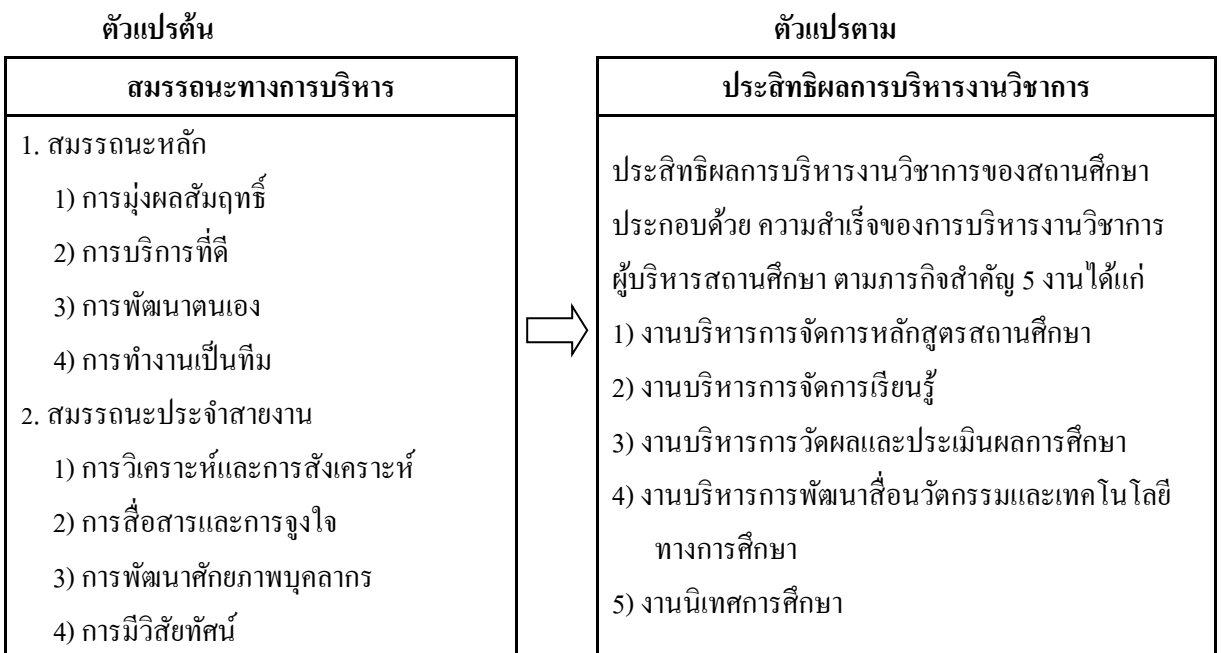 ตัวแปรต้น
ตัวแปรตาม
สมรรถนะทางการบริหาร
1. สมรรถนะหลัก
1) การมุ่งผลสัมฤทธิ์
2) การบริการที่ดี
3) การพัฒนาตนเอง
4) การทำงานเป็นทีม
2. สมรรถนะประจำสายงาน
1) การวิเคราะห์และการสังเคราะห์
2) การสื่อสารและการจูงใจ
3) การพัฒนาศักยภาพบุคลากร
4) การมีวิสัยทัศน์
ประสิทธิผลการบริหารงานวิชาการ
ประสิทธิผลการบริหารงานวิชาการของสถานศึกษา
ประกอบด้วย ความสำเร็จของการบริหารงานวิชาการ
ผู้บริหารสถานศึกษา ตามภารกิจสำคัญ 5 งานได้แก่
1) งานบริหารการจัดการหลักสูตรสถานศึกษา
2) งานบริหารการจัดการเรียนรู้
3) งานบริหารการวัดผลและประเมินผลการศึกษา
4) งานบริหารการพัฒนาสื่อนวัตกรรมและเทคโนโลยี
ทางการศึกษา
5) งานนิเทศการศึกษา